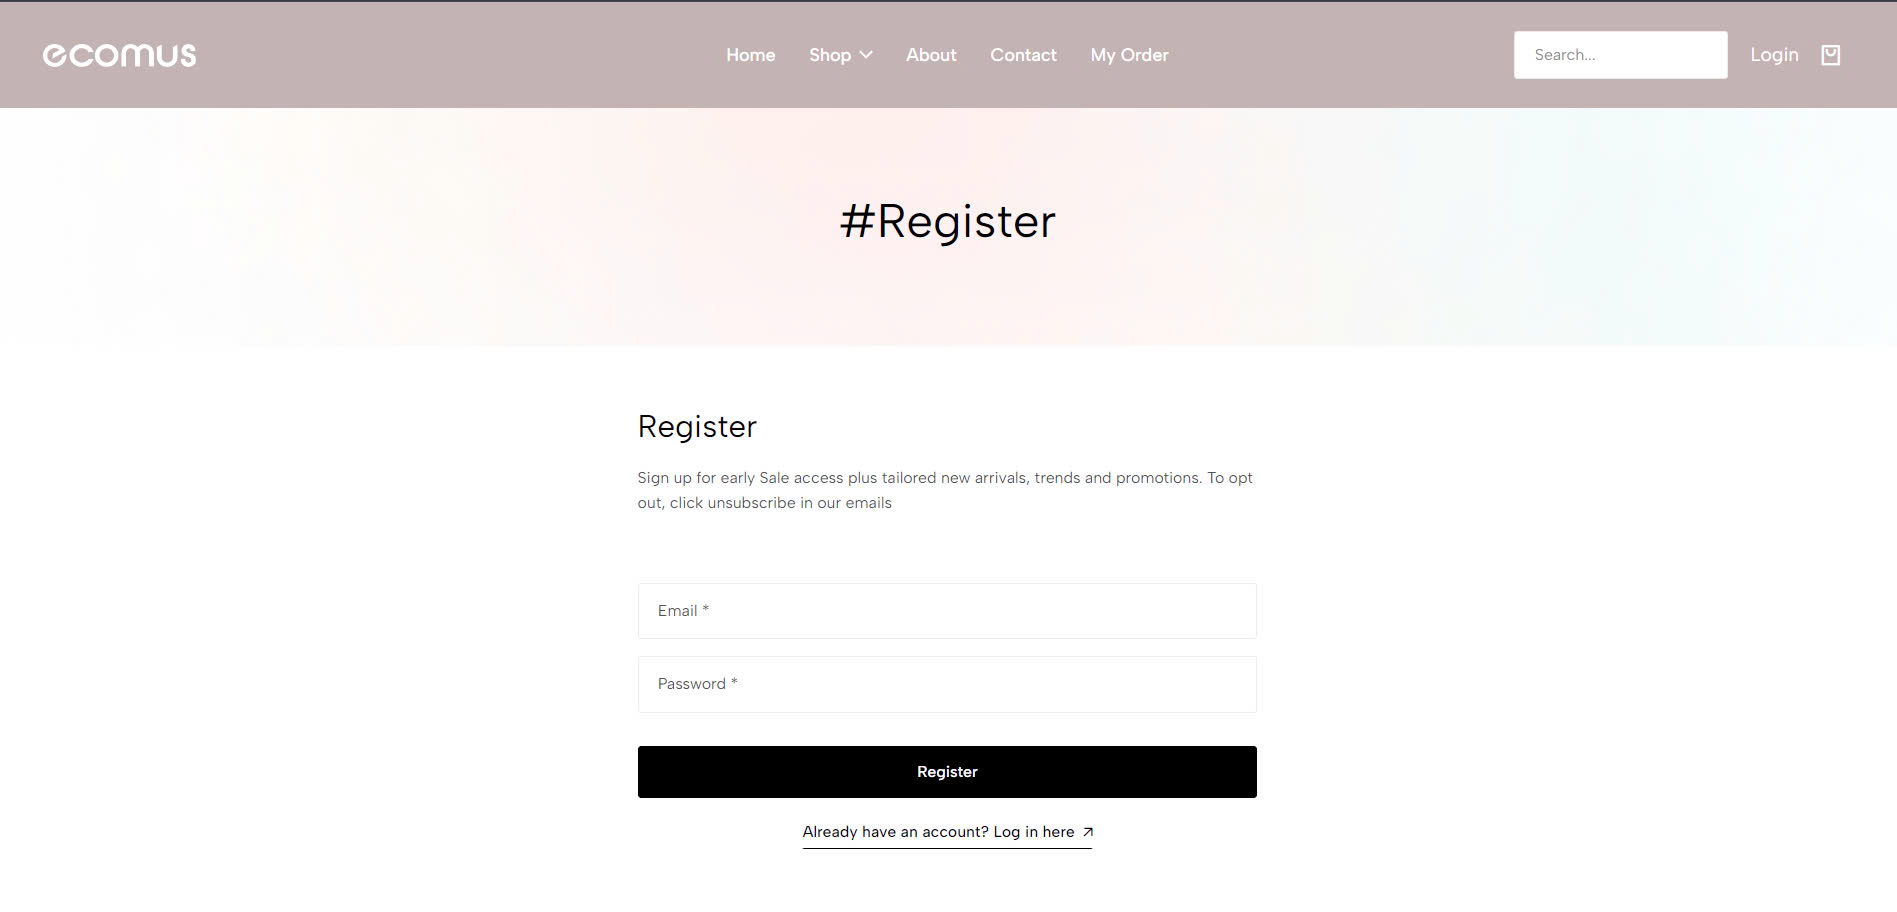 ecomus
Home Shop About Contact My Order
Search...
Login
#Register
Register
Sign up for early Sale access plus tailored new arrivals, trends and promotions. To opt
out, click unsubscribe in our emails
Email *
Password *
Register
Already have an account? Log in here